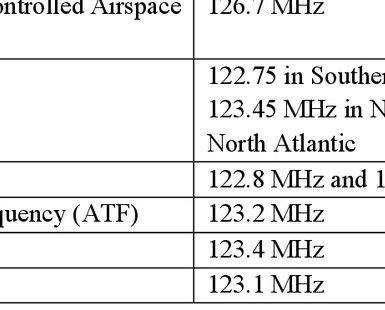 ontrolled Airspace 126.7 MHz
122.75 in Souther
123.45 MHz in N
North Atlantic
122.8 MHz and 1
quency (ATF) 123.2 MHz
123.4 MHz
123.1 MHz